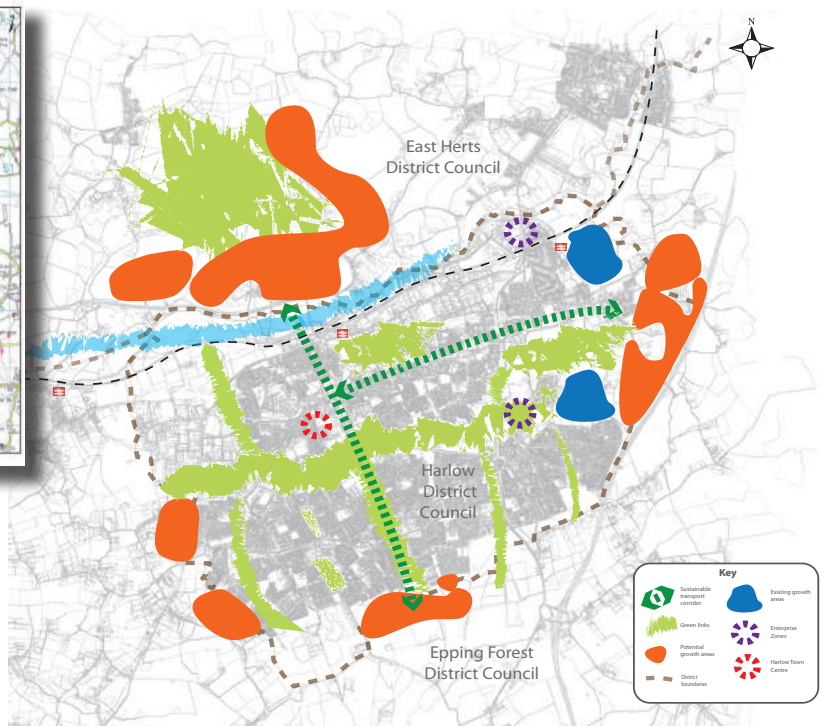 N
East Herts
District Council
Harlow
District
Council
Epping Forest
District Council
Key
Sustainable
transport
corridor
Existing growth
areas
Green links
Enterprise
Zones
Potential
growth areas
Harlow Town
Centre
District
boundaries